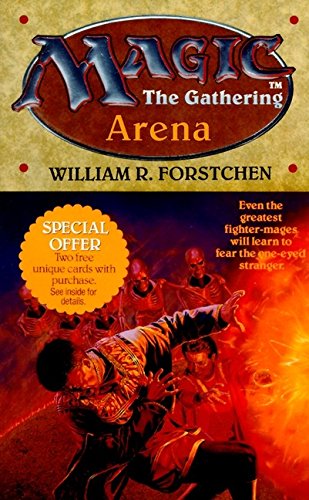 MAGIC
TM
The Gathering
Arena
WILLIAM R. FORSTCHEN
Even the
greatest
fighter-mages
will learn to
fear the one-eyed
stranger.
SPECIAL
OFFER
Two free
unique cards with
purchase.
See inside for
details.